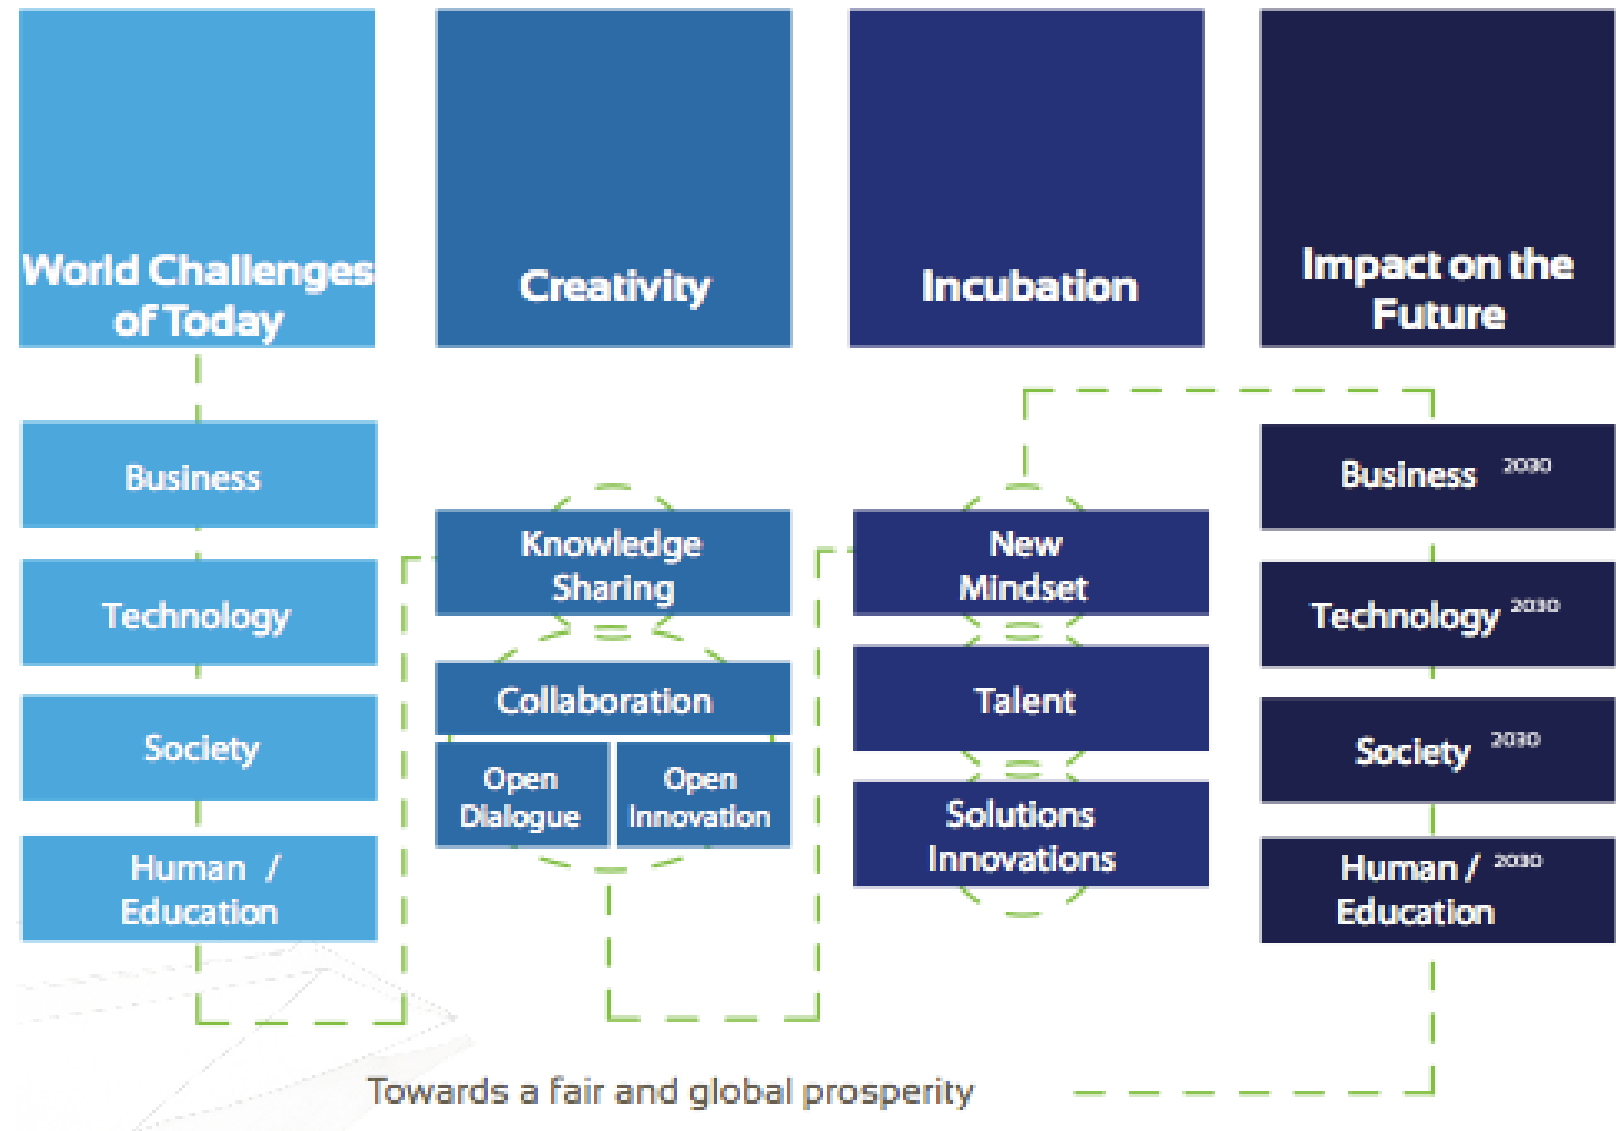 World Challenges
of Today
Business
Technology
Society
Human /
Education
Creativity
Knowledge
Sharing
Collaboration
Open
Dialogue
Open
Innovation
Incubation
New
Mindset
Talent
Solutions
Innovations
Impact on the
Future
Business 2030
Technology 2030
Society 2030
Human / 2030
Education
Towards a fair and global prosperity